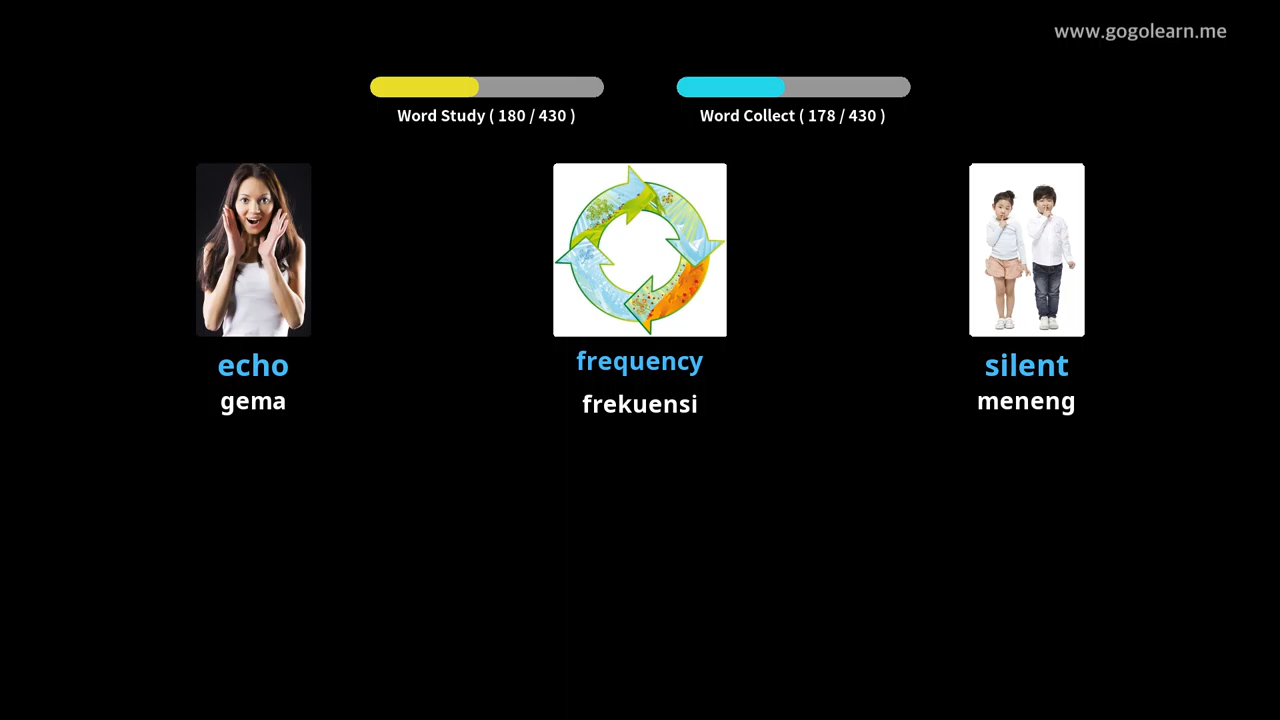 www.gogolearn.me
Word Study ( 180 / 430 )
Word Collect ( 178 / 430 )
echo
gema
frequency
frekuensi
silent
meneng